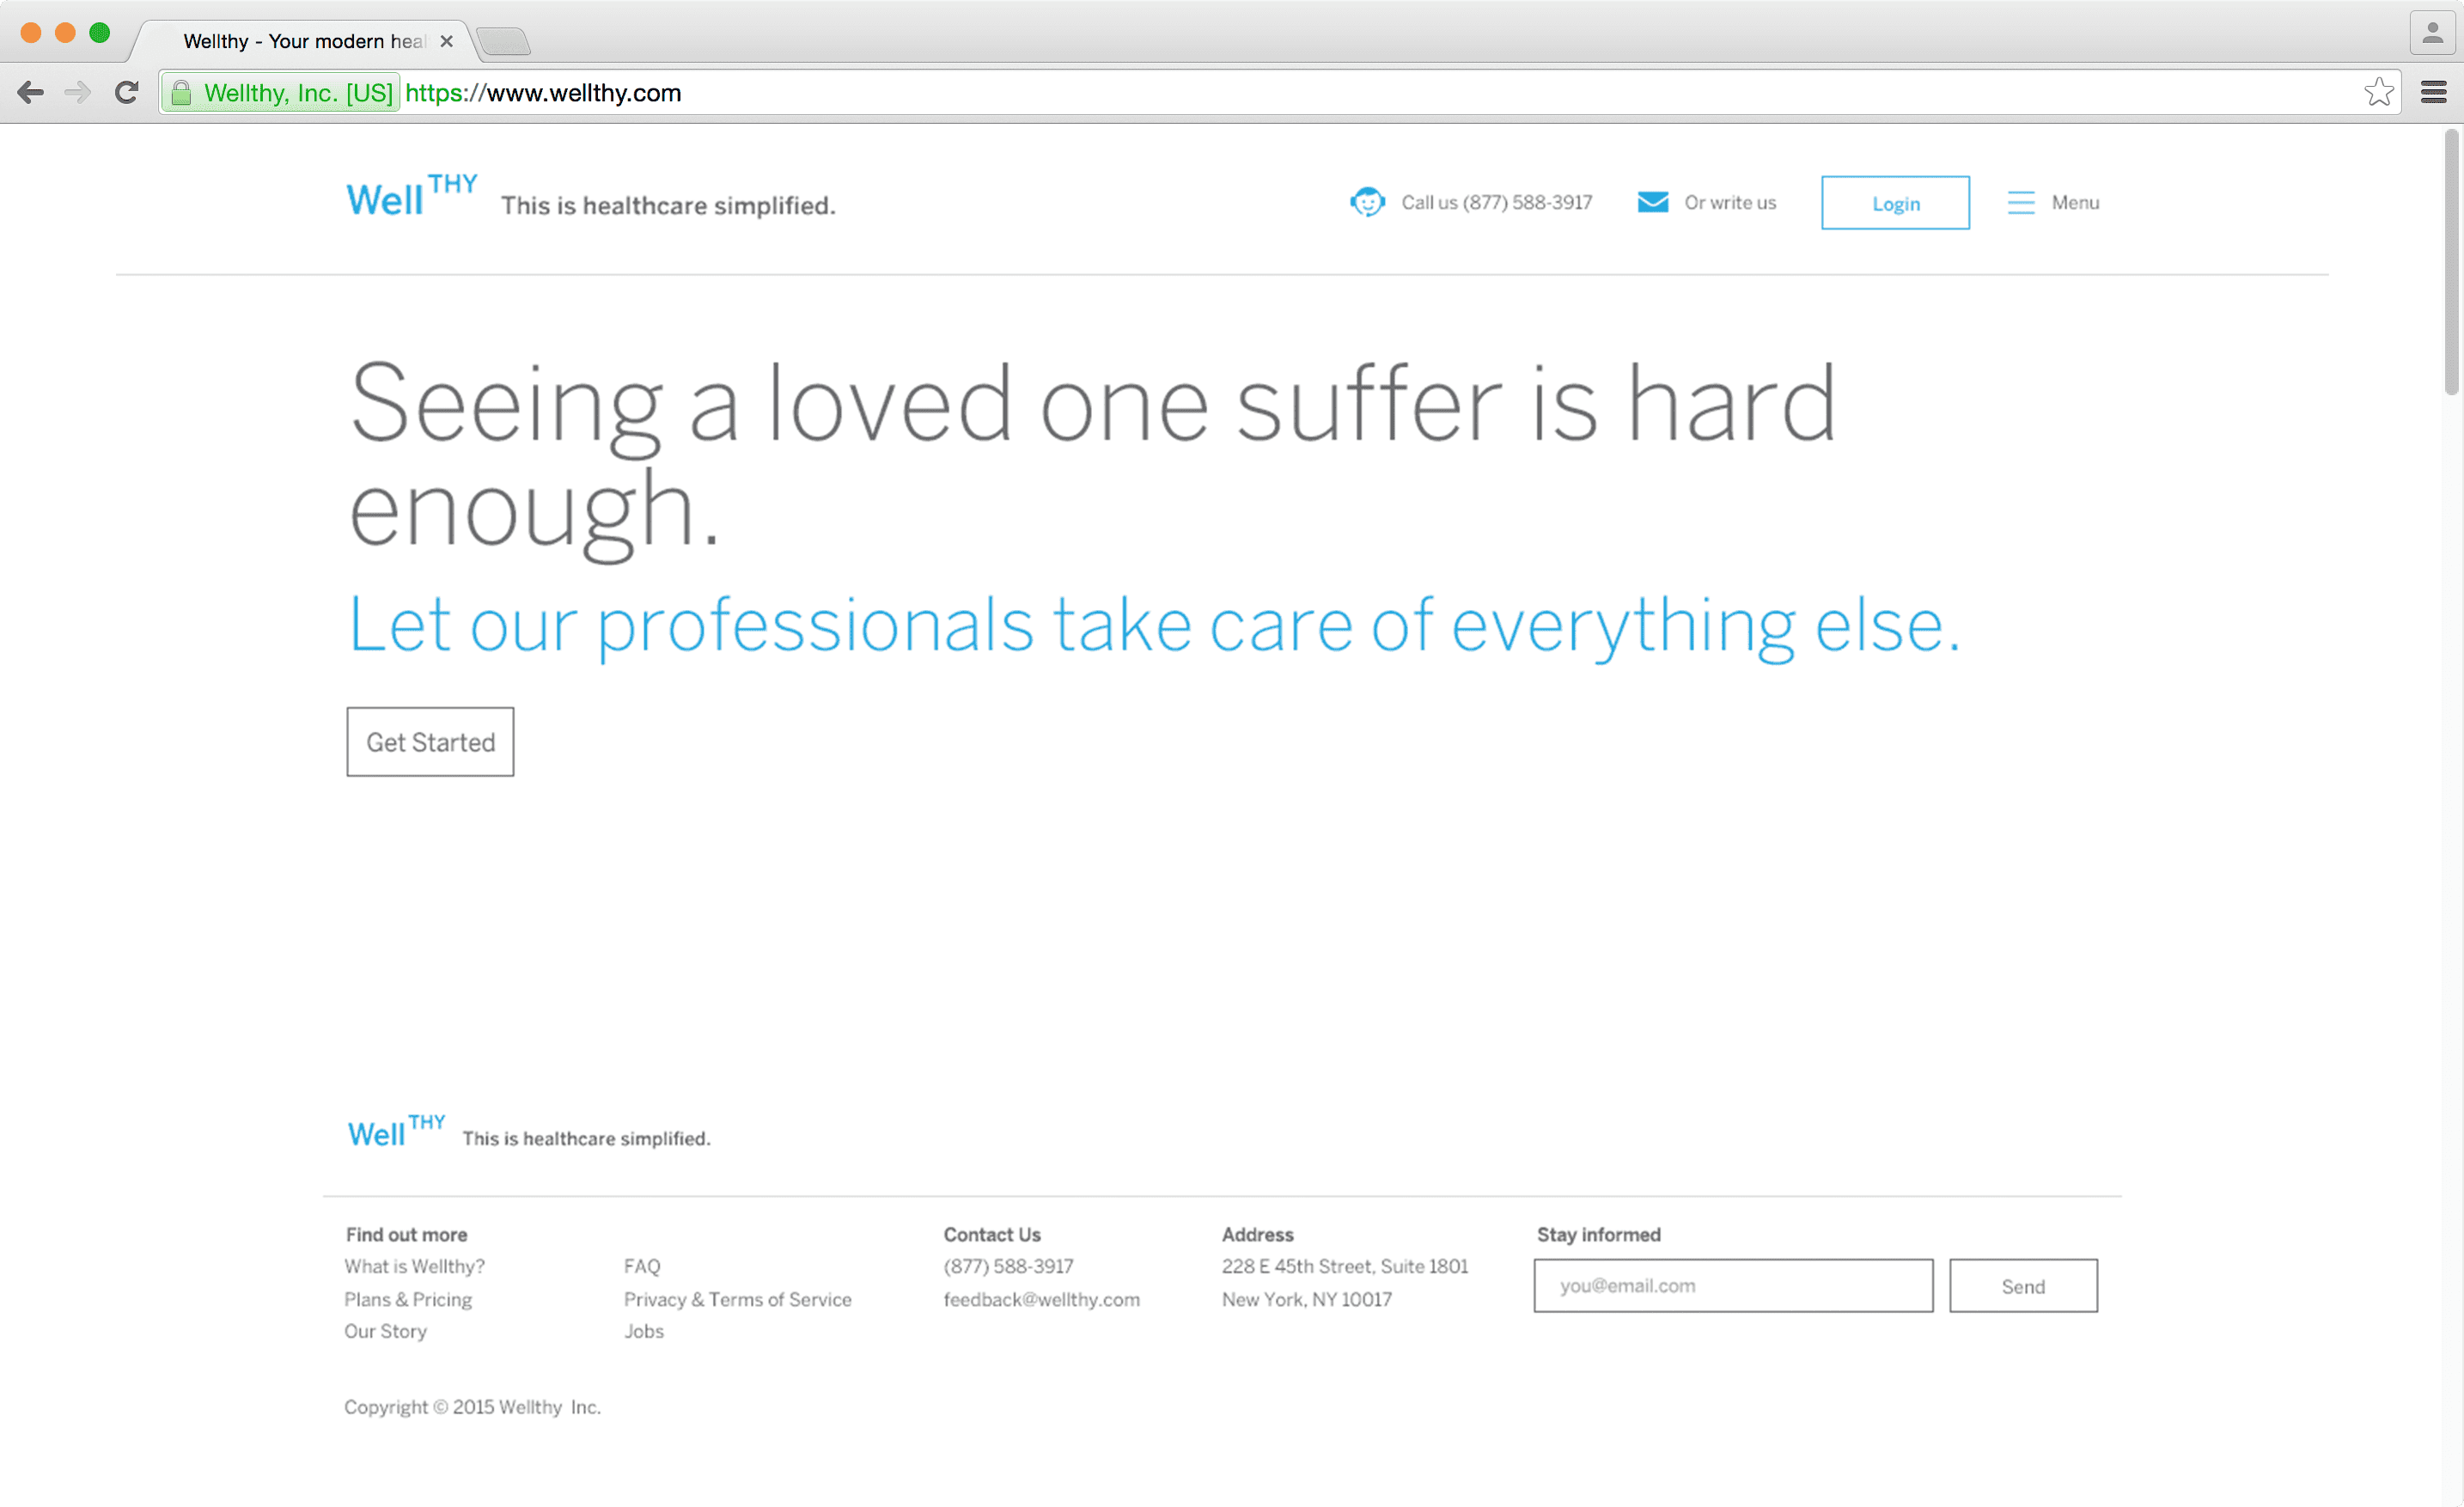 Wellthy - Your modern heal
Wellthy, Inc. [US] https://www.wellthy.com
WellTHY This is healthcare simplified.
Call us (877) 588-3917
Or write us
Login
Menu
Seeing a loved one suffer is hard
enough.
Let our professionals take care of everything else.
Get Started
WellTHY This is healthcare simplified.
Find out more
What is Wellthy?
Plans & Pricing
Our Story
FAQ
Privacy & Terms of Service
Jobs
Contact Us
(877) 588-3917
feedback@wellthy.com
Address
228 E 45th Street, Suite 1801
New York, NY 10017
Stay informed
you@email.com
Send
Copyright © 2015 Wellthy Inc.